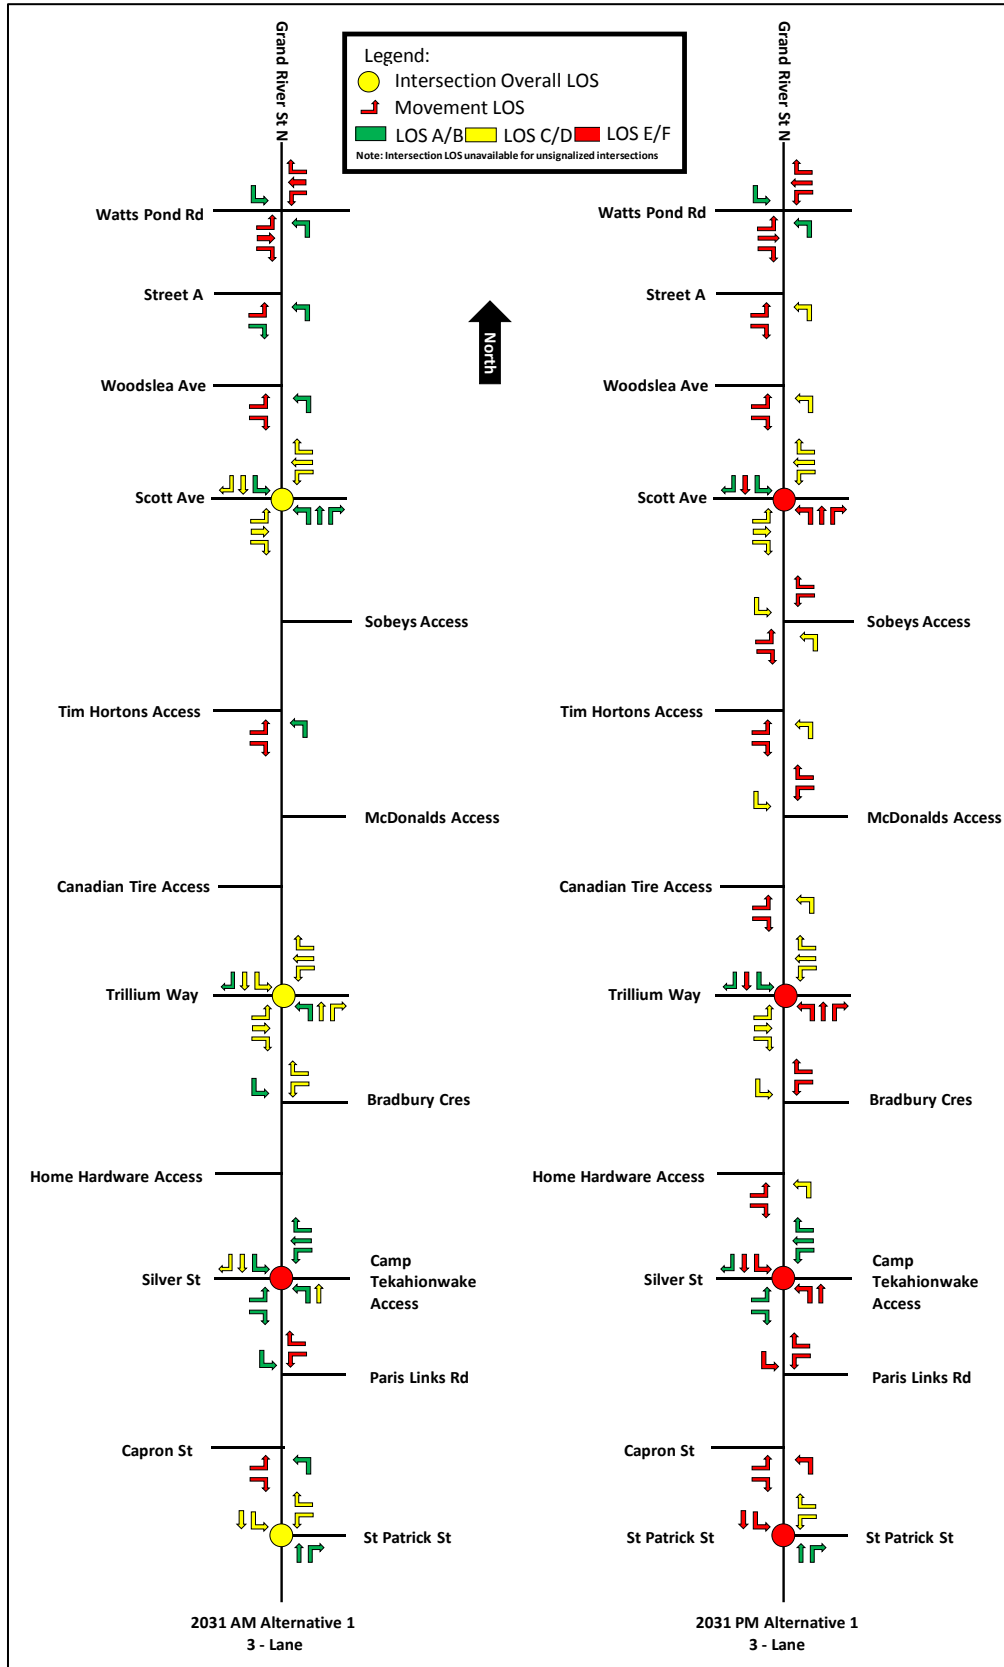 Grand River St N
Grand River St N
Legend:
Intersection Overall LOS
Movement LOS
LOS A/B LOS C/D LOS E/F
Note: Intersection LOS unavailable for unsignalized intersections
North
Watts Pond Rd
Street A
Woodslea Ave
Scott Ave
Sobeys Access
Tim Hortons Access
McDonalds Access
Canadian Tire Access
Trillium Way
Bradbury Cres
Home Hardware Access
Silver St
Camp
Tekahionwake
Access
Paris Links Rd
Capron St
St Patrick St
2031 AM Alternative 1
3 - Lane
Watts Pond Rd
Street A
Woodslea Ave
Scott Ave
Sobeys Access
Tim Hortons Access
McDonalds Access
Canadian Tire Access
Trillium Way
Bradbury Cres
Home Hardware Access
Silver St
Camp
Tekahionwake
Access
Paris Links Rd
Capron St
St Patrick St
St Patrick St
2031 PM Alternative 1
3 - Lane